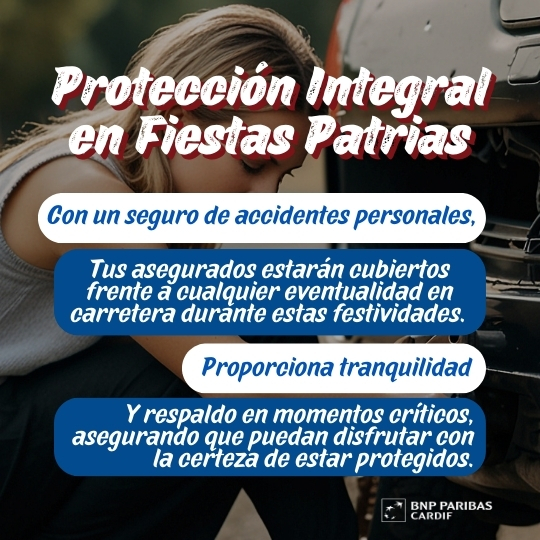 Protección Integral
en Fiestas Patrias
Con un seguro de accidentes personales,
Tus asegurados estarán cubiertos
frente a cualquier eventualidad en
carretera durante estas festividades.
Proporciona tranquilidad
Y respaldo en momentos críticos,
asegurando que puedan disfrutar con
la certeza de estar protegidos.
BNP PARIBAS
CARDIF